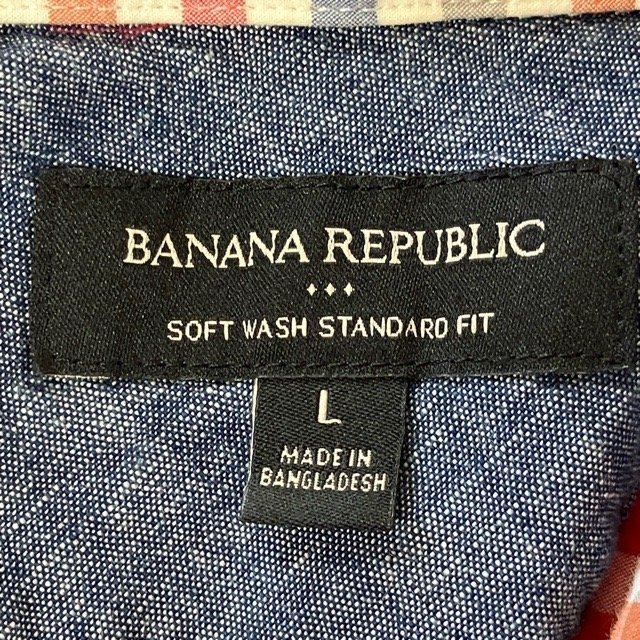 BANANA REPUBLIC
SOFT WASH STANDARD FIT
L
MADE IN
BANGLADESH